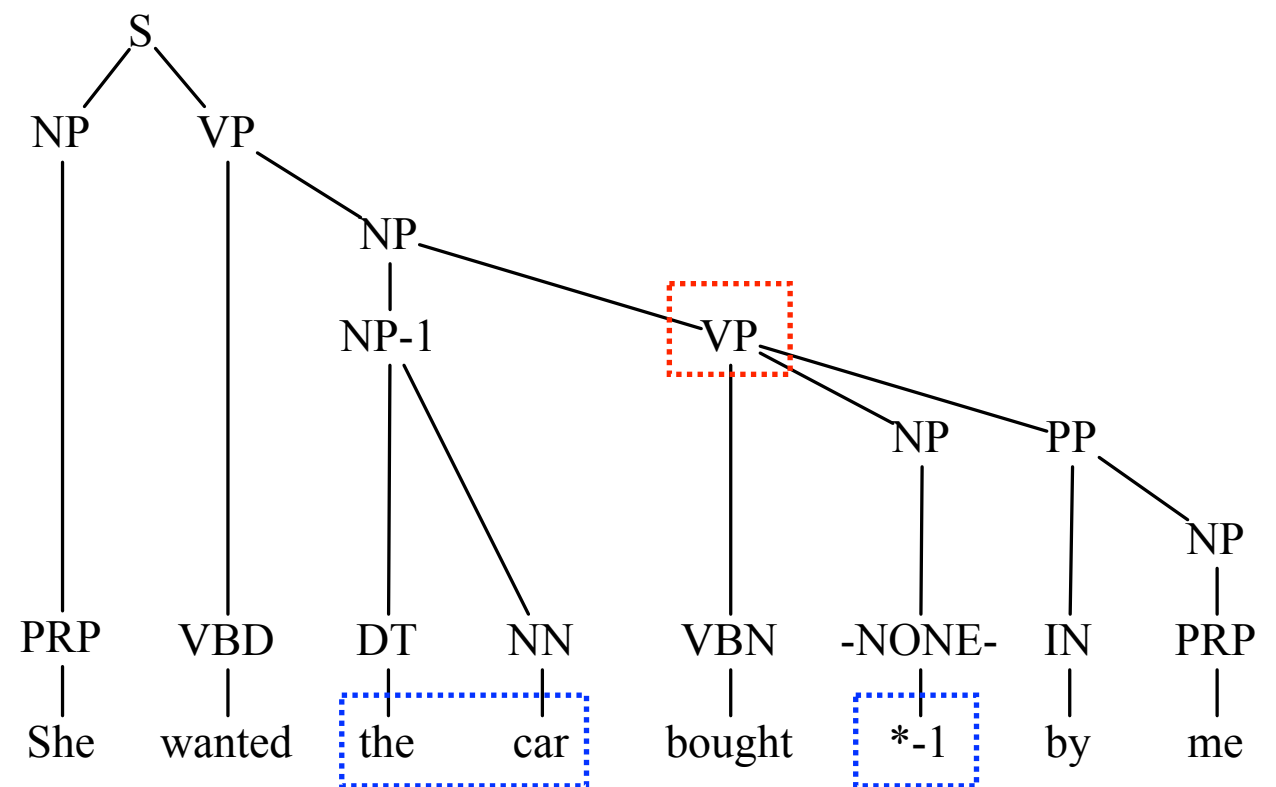 S
NP VP
NP
NP-1 VP
NP PP
NP
PRP VBD DT NN VBN -NONE- IN PRP
She wanted the car bought *-1 by me